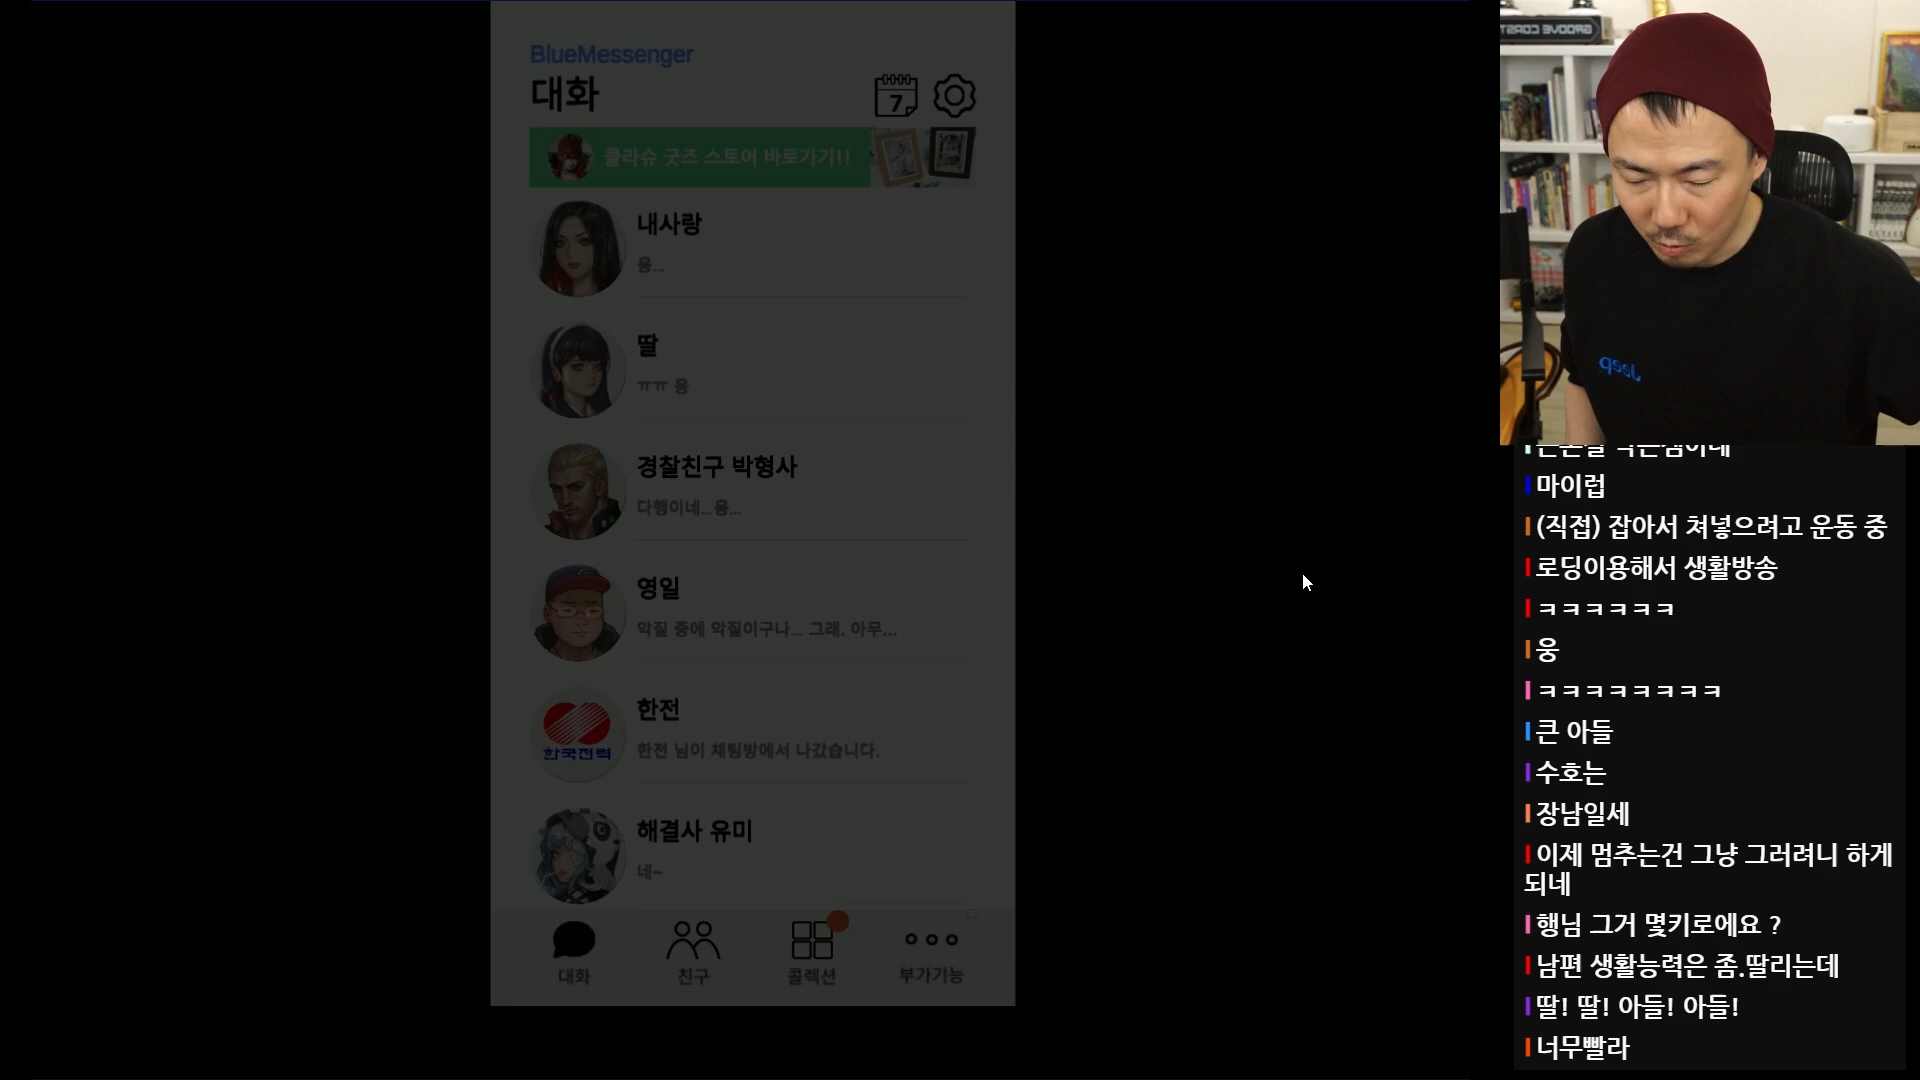 BlueMessenger
대화
7
클라슈 굿즈 스토어 바로가기!!
내사랑
용...
딸
ㅠㅠ 용
경찰친구 박형사
다행이네...용...
영일
악질 중에 악질이구나... 그래. 아무...
한국전력
한전
한전 님이 채팅방에서 나갔습니다.
해결사 유미
네~
대화
친구
콜렉션
부가기능
GROOVE COAST
Jeep
마이럽
(직접) 잡아서 쳐넣으려고 운동 중
로딩이용해서 생활방송
ㅋㅋㅋㅋㅋㅋ
웅
ㅋㅋㅋㅋㅋㅋㅋㅋ
큰 아들
수호는
장남일세
이제 멈추는건 그냥 그러려니 하게
되네
행님 그거 몇키로에요 ?
남편 생활능력은 좀.딸리는데
딸! 딸! 아들! 아들!
너무빨라